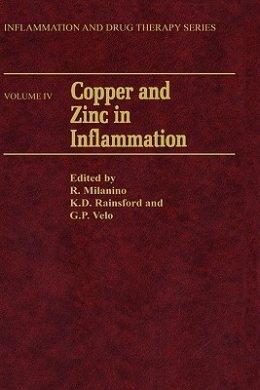 INFLAMMATION AND DRUG THERAPY SERIES
VOLUME IV
Copper and
Zinc in
Inflammation
Edited by
R. Milanino
K.D. Rainsford and
G.P. Velo